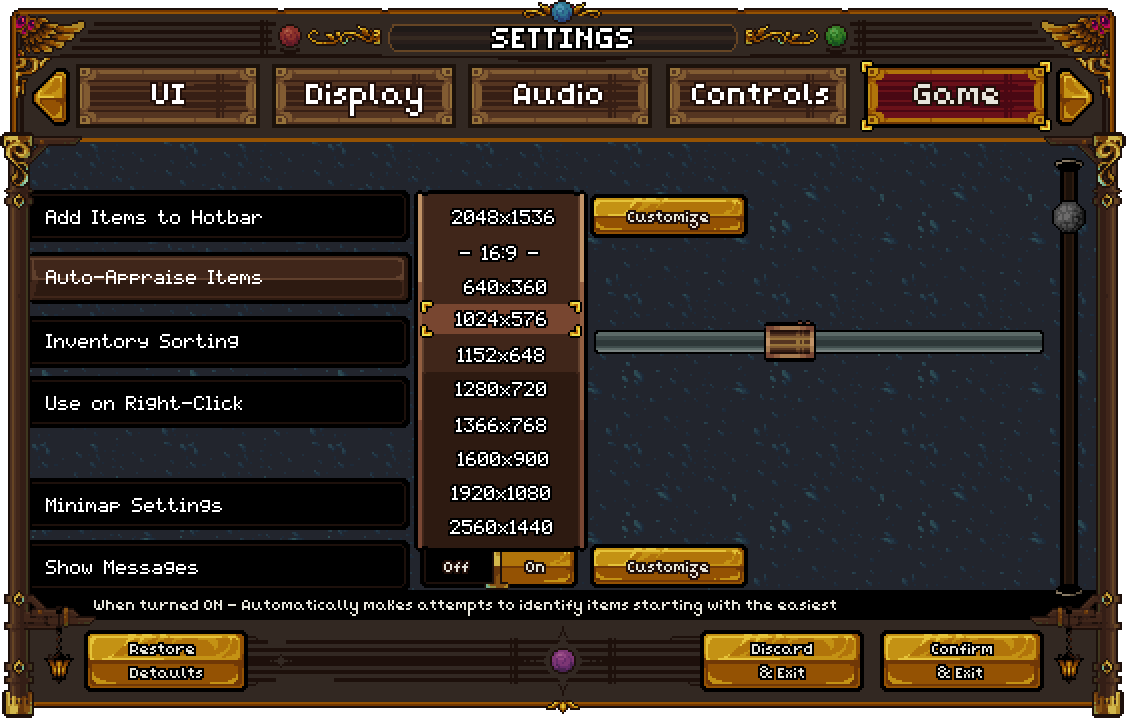 SETTINGS
UI
Display
Audio
Controls
Game
Add Items to Hotbar
2048x1536
Customize
- 16:9 -
Auto-Appraise Items
640x360
1024x576
Inventory Sorting
1152x648
1280x720
Use on Right-Click
1366x768
1600x900
1920x1080
Minimap Settings
2560x1440
Show Messages
Off
On
Customize
When turned ON - Automatically makes attempts to identify items starting with the easiest
Restore
Defaults
Discard
& Exit
Confirm
& Exit